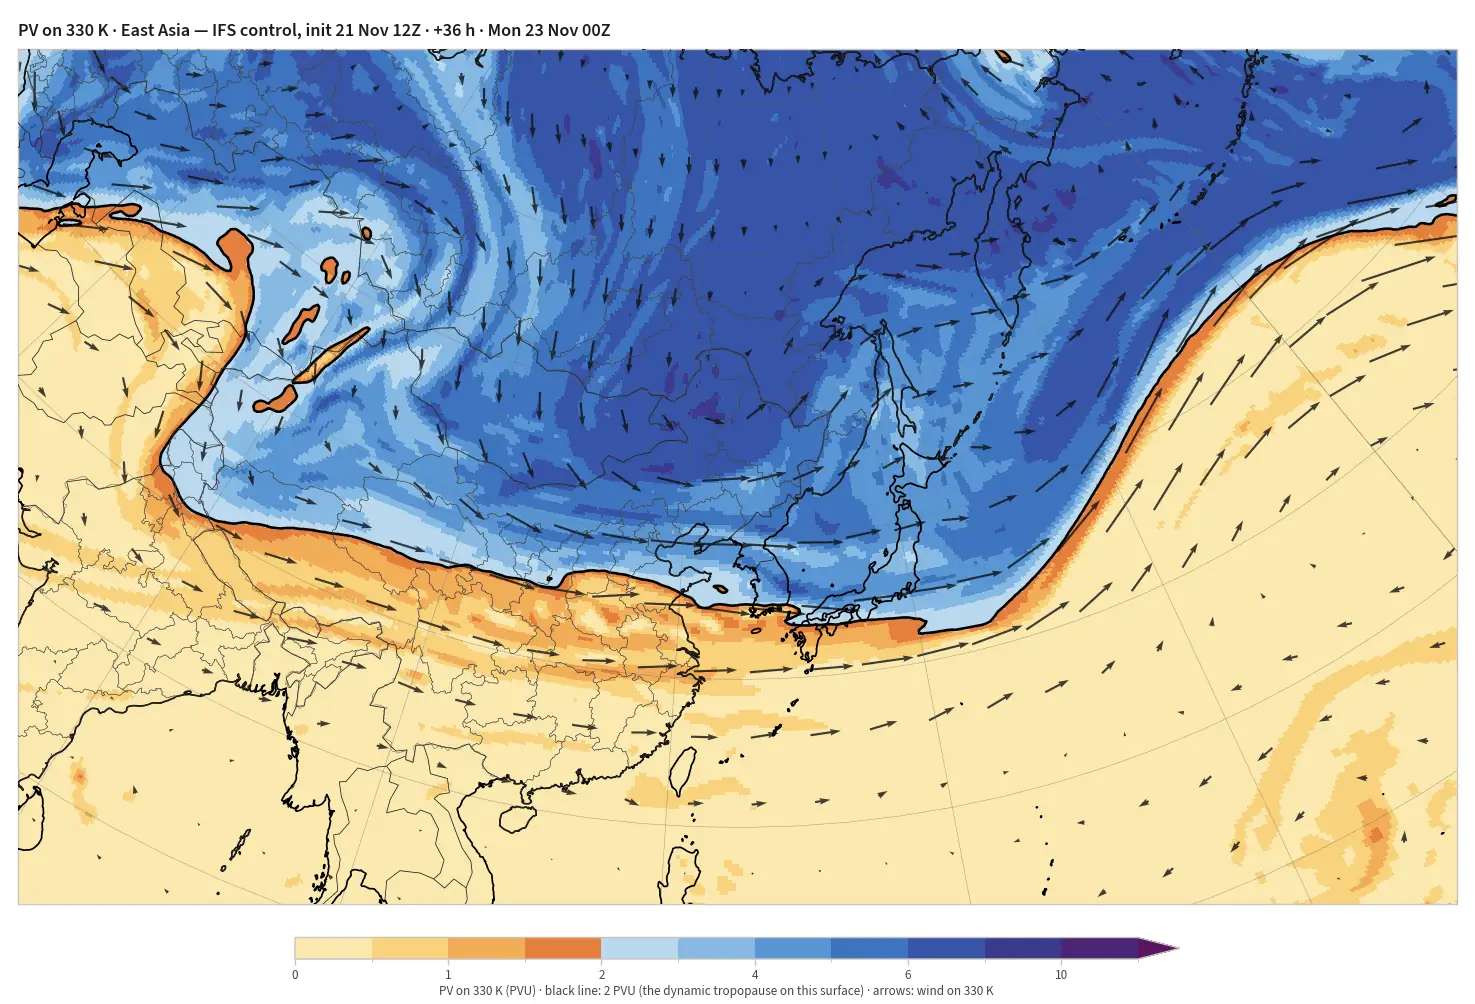 PV on 330 K · East Asia — IFS control, init 21 Nov 12Z · +36 h · Mon 23 Nov 00Z
0 1 2 4 6 10
PV on 330 K (PVU) · black line: 2 PVU (the dynamic tropopause on this surface) · arrows: wind on 330 K